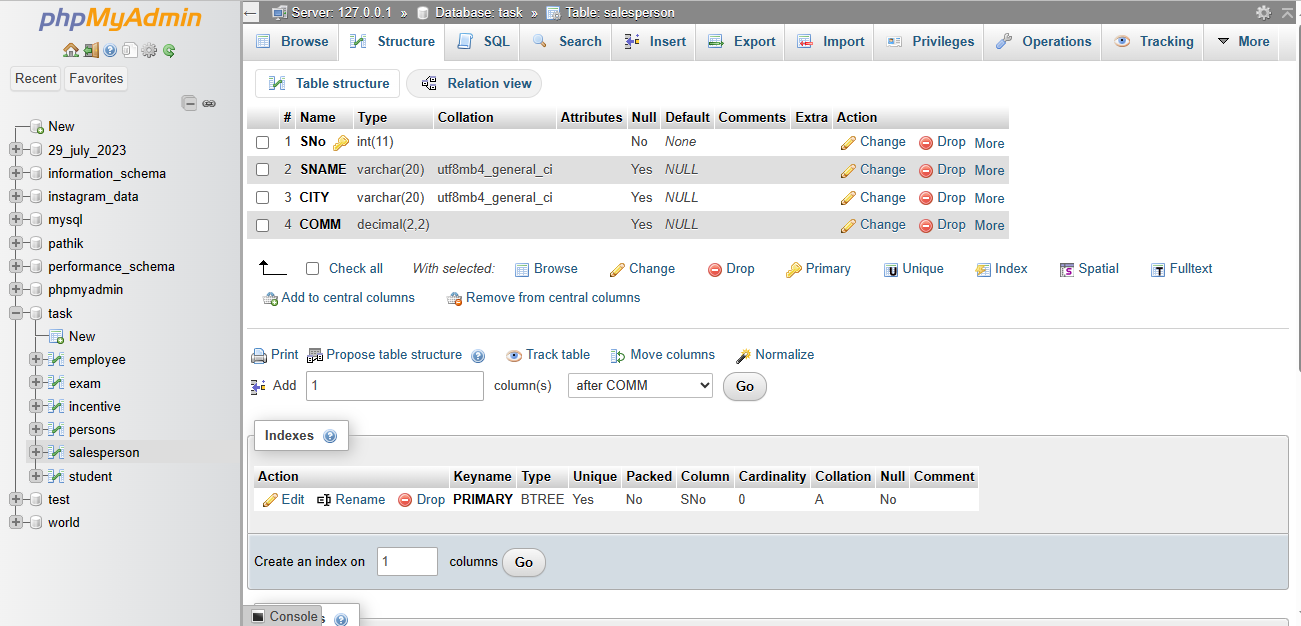 phpMyAdmin
Recent Favorites
New
29_july_2023
information_schema
instagram_data
mysql
pathik
performance_schema
phpmyadmin
task
New
employee
exam
incentive
persons
salesperson
student
test
world
Server: 127.0.0.1 » Database: task » Table: salesperson
Browse Structure SQL Search Insert Export Import Privileges Operations Tracking More
Table structure Relation view
# Name Type Collation Attributes Null Default Comments Extra Action
1 SNo int(11) No None Change Drop More
2 SNAME varchar(20) utf8mb4_general_ci Yes NULL Change Drop More
3 CITY varchar(20) utf8mb4_general_ci Yes NULL Change Drop More
4 COMM decimal(2,2) Yes NULL Change Drop More
Check all With selected: Browse Change Drop Primary Unique Index Spatial Fulltext
Add to central columns Remove from central columns
Print Propose table structure Track table Move columns Normalize
Add 1 column(s) after COMM Go
Indexes
Action Keyname Type Unique Packed Column Cardinality Collation Null Comment
Edit Rename Drop PRIMARY BTREE Yes No SNo 0 A No
Create an index on 1 columns Go
Console